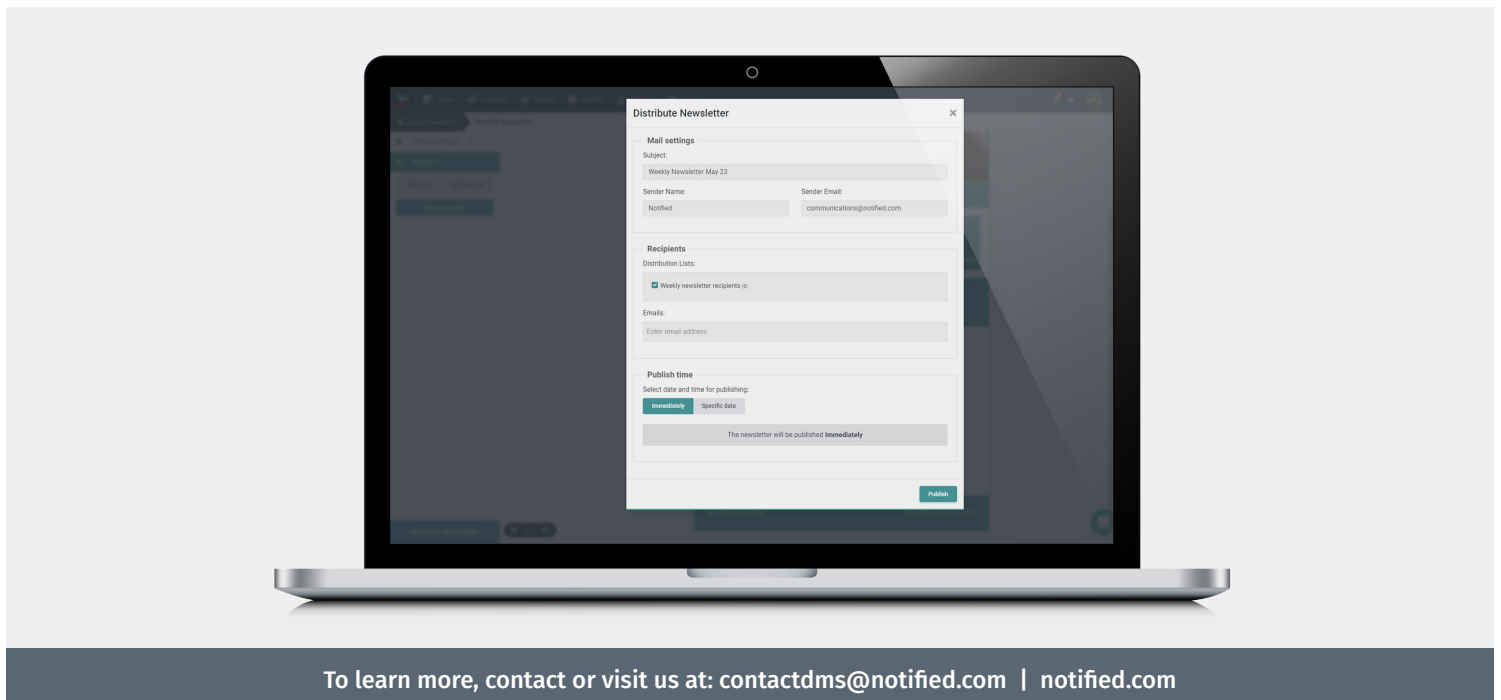 Distribute Newsletter ×
Mail settings
Subject:
Weekly Newsletter May 23
Sender Name: Sender Email:
Notified communications@notified.com
Recipients
Distribution Lists:
Weekly newsletter recipients
Emails:
Enter email address
Publish time
Select date and time for publishing:
Immediately Specific date
The newsletter will be published Immediately
Publish
To learn more, contact or visit us at: contactdms@notified.com | notified.com